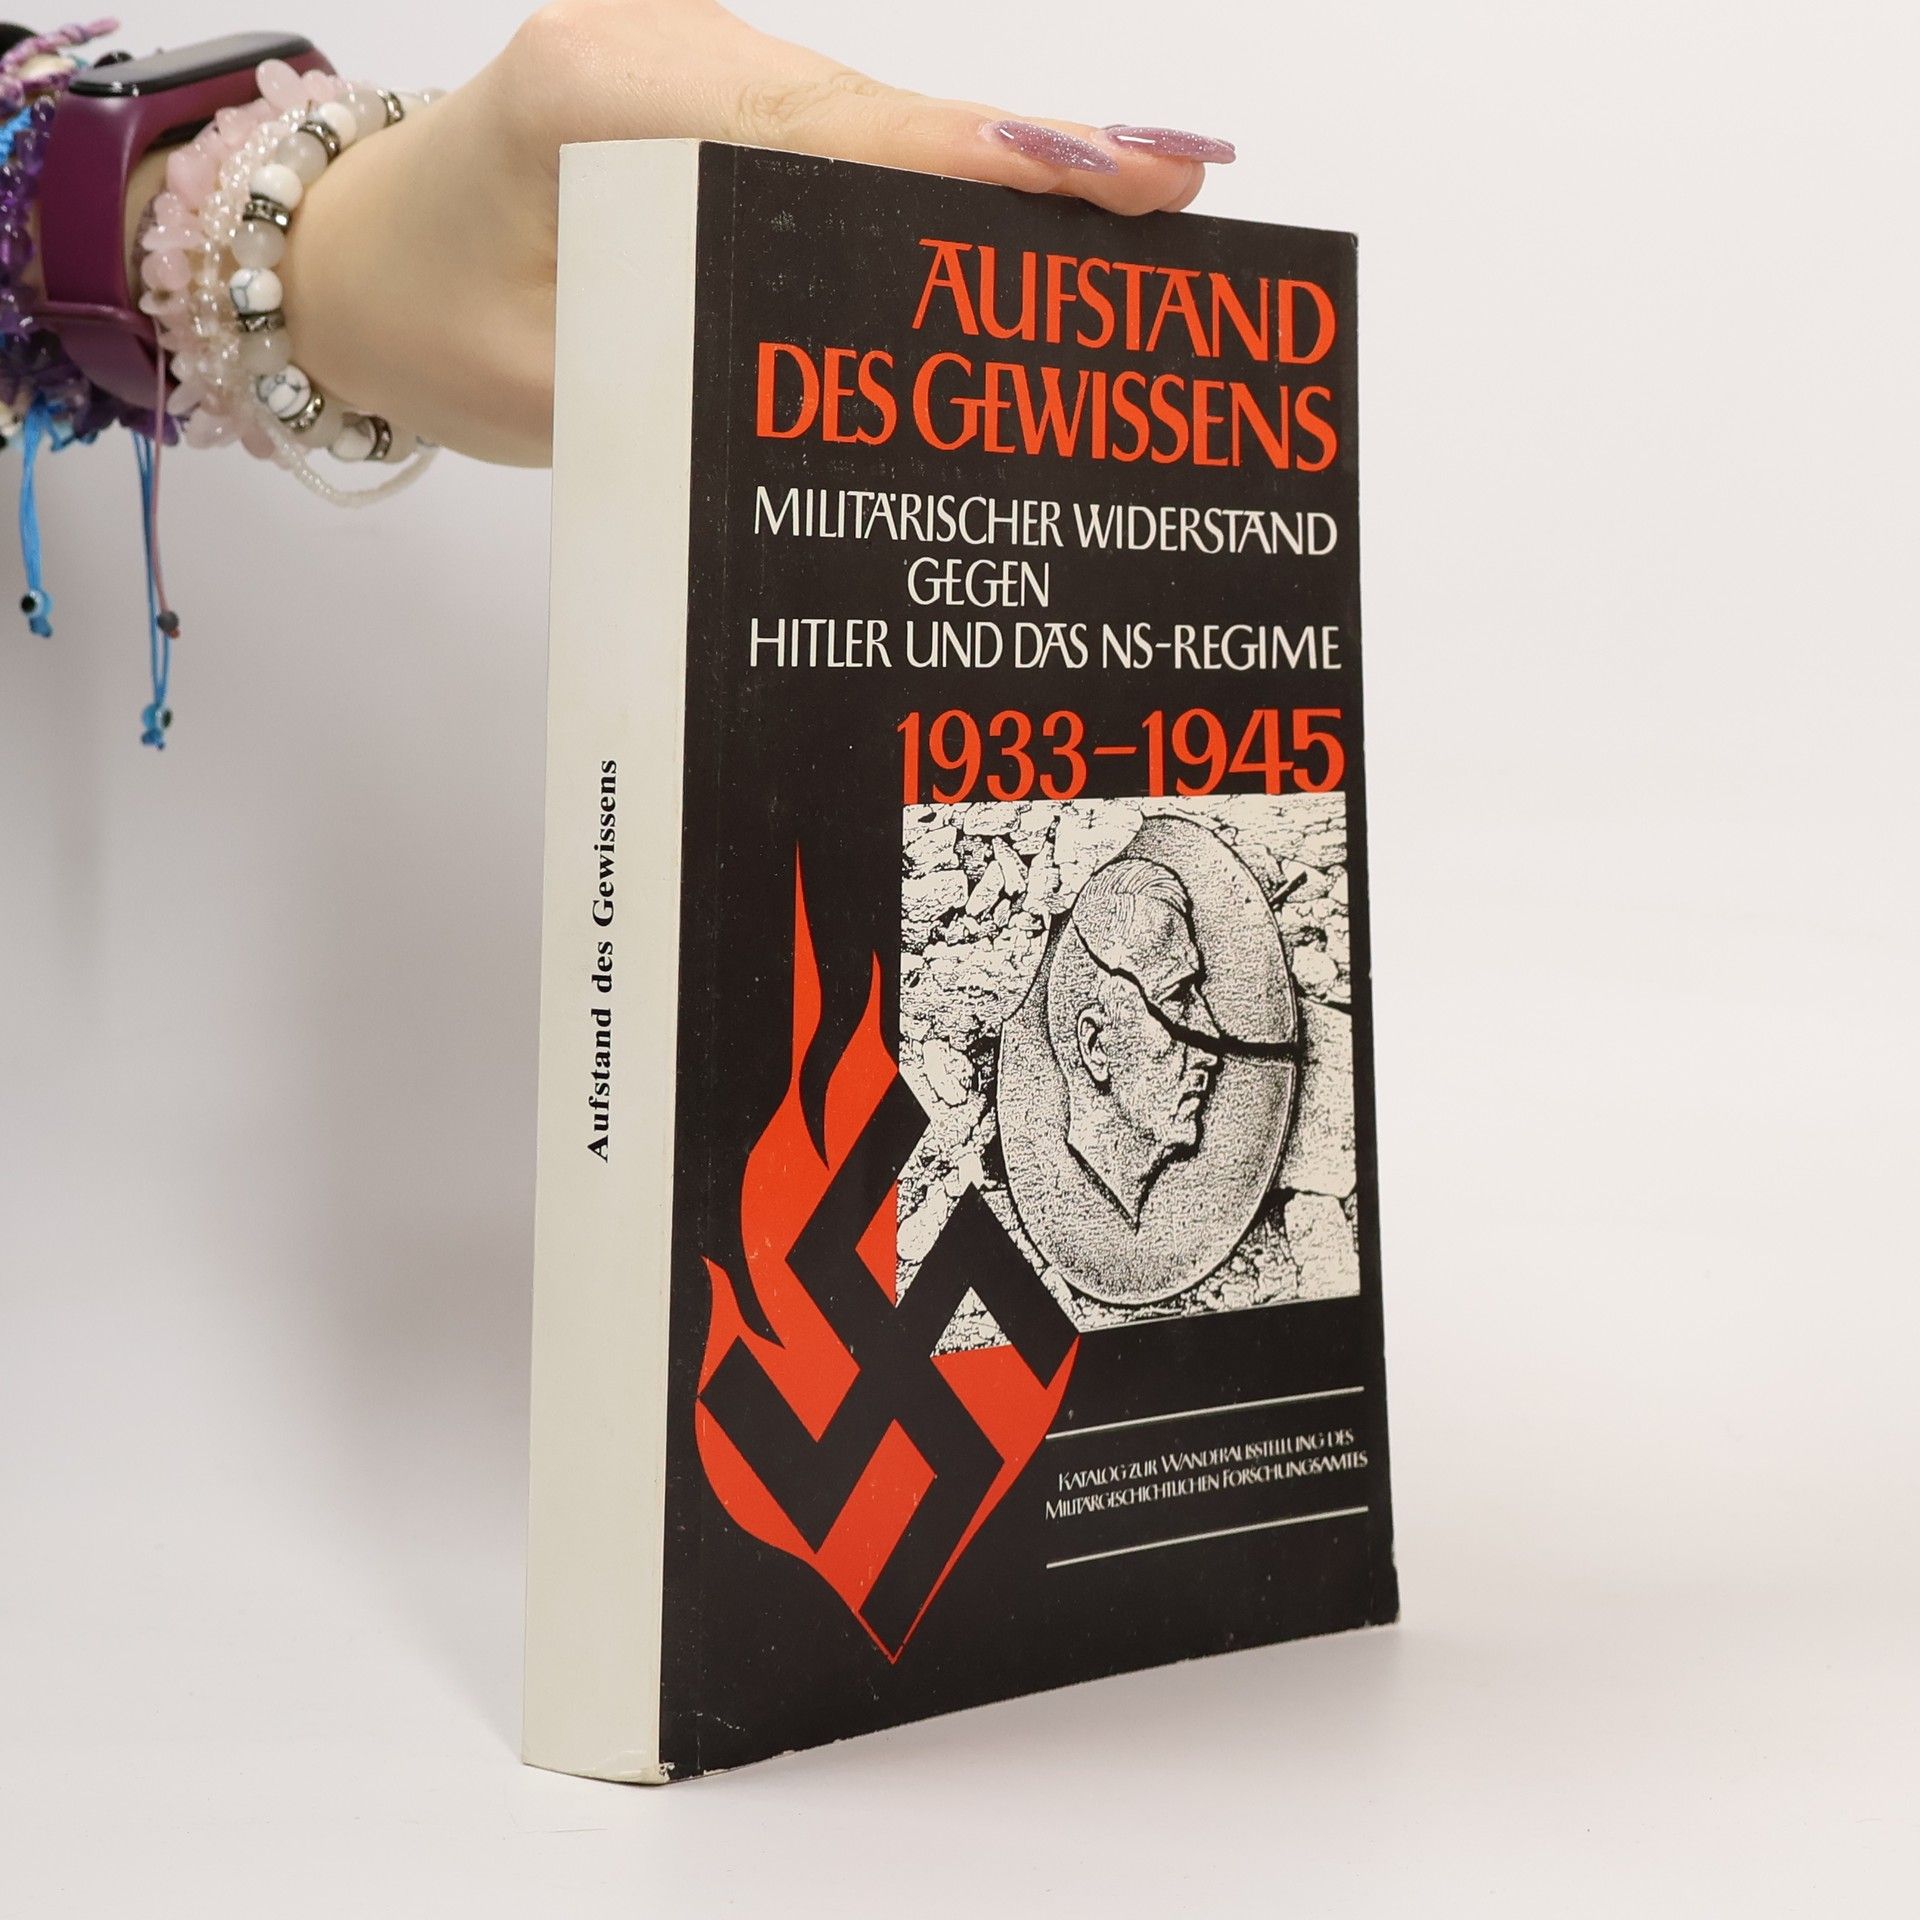 AUFSTAND
DES GEWISSENS
MILITÄRISCHER WIDERSTAND
GEGEN
HITLER UND DAS NS-REGIME
1933–1945
KATALOG ZUR WANDERAUSSTELLUNG DES
MILITÄRGESCHICHTLICHEN FORSCHUNGSAMTES
Aufstand des Gewissens